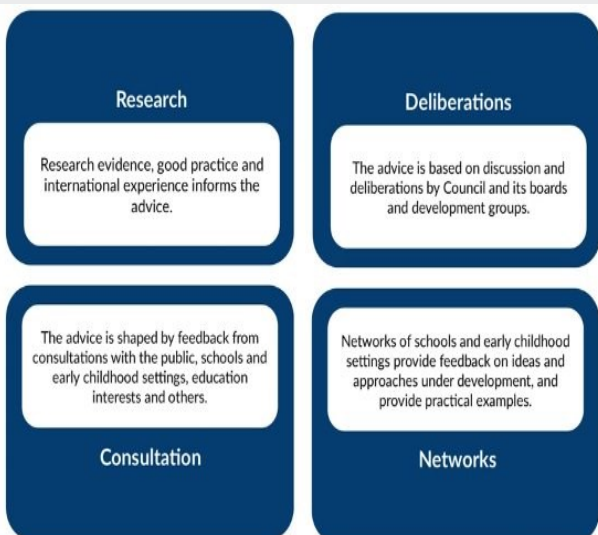 Research
Research evidence, good practice and
international experience informs the
advice.
Deliberations
The advice is based on discussion and
deliberations by Council and its boards
and development groups.
The advice is shaped by feedback from
consultations with the public, schools and
early childhood settings, education
interests and others.
Consultation
Networks of schools and early childhood
settings provide feedback on ideas and
approaches under development, and
provide practical examples.
Networks